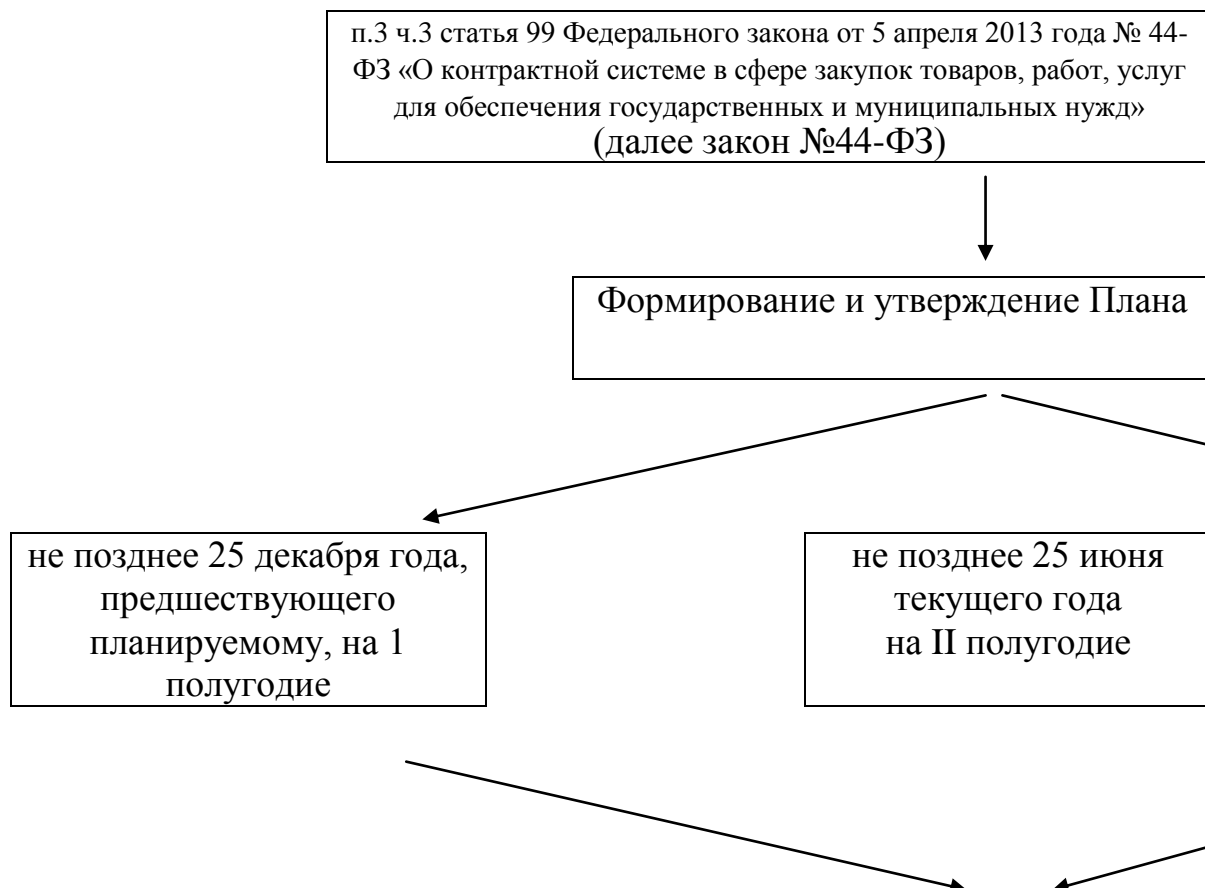 п.3 ч.3 статья 99 Федерального закона от 5 апреля 2013 года № 44-
ФЗ «О контрактной системе в сфере закупок товаров, работ, услуг
для обеспечения государственных и муниципальных нужд»
(далее закон №44-ФЗ)
Формирование и утверждение Плана
не позднее 25 декабря года,
предшествующего
планируемому, на 1
полугодие
не позднее 25 июня
текущего года
на II полугодие